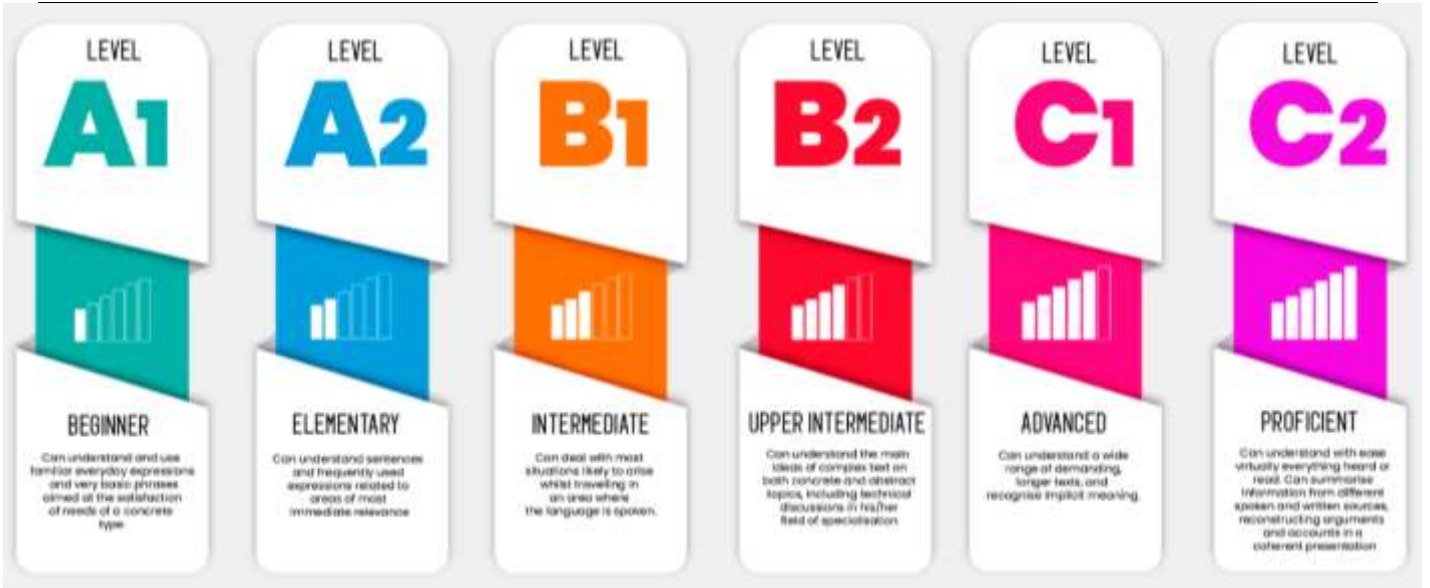 LEVEL
A1
BEGINNER
Can understand and use
familiar everyday expressions
and very basic phrases
aimed at the satisfaction
of needs of a concrete
type
LEVEL
A2
ELEMENTARY
Can understand sentences
and frequently used
expressions related to
areas of most
immediate relevance
LEVEL
B1
INTERMEDIATE
Can deal with most
situations likely to arise
whilst travelling in
an area where
the language is spoken.
LEVEL
B2
UPPER INTERMEDIATE
Can understand the main
ideas of complex text on
both concrete and abstract
topics, including technical
discussions in his/her
field of specialisation
LEVEL
C1
ADVANCED
Can understand a wide
range of demanding,
longer texts, and
recognise implicit meaning.
LEVEL
C2
PROFICIENT
Can understand with ease
virtually everything heard or
read. Can summarise
information from different
spoken and written sources,
reconstructing arguments
and accounts in a
coherent presentation